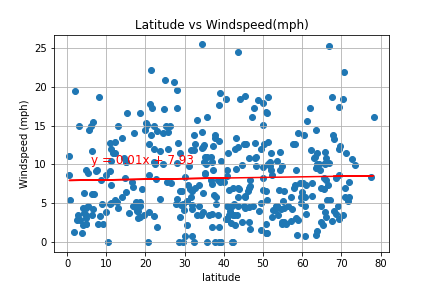 Latitude vs Windspeed(mph)
25
20
15
10
5
0
Windspeed (mph)
y = 0.01x + 7.93
0 10 20 30 40 50 60 70 80
latitude